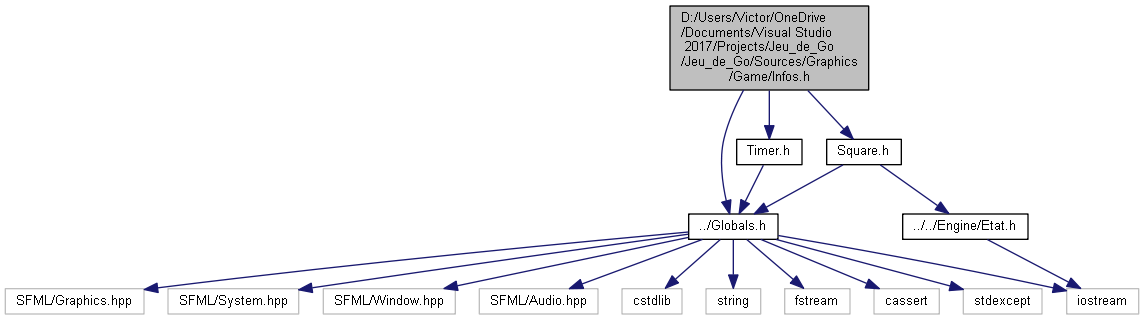 D:/Users/Victor/OneDrive
/Documents/Visual Studio
2017/Projects/Jeu_de_Go
/Jeu_de_Go/Sources/Graphics
/Game/Infos.h
Timer.h
Square.h
../Globals.h
../../Engine/Etat.h
SFML/Graphics.hpp
SFML/System.hpp
SFML/Window.hpp
SFML/Audio.hpp
cstdlib
string
fstream
cassert
stdexcept
iostream